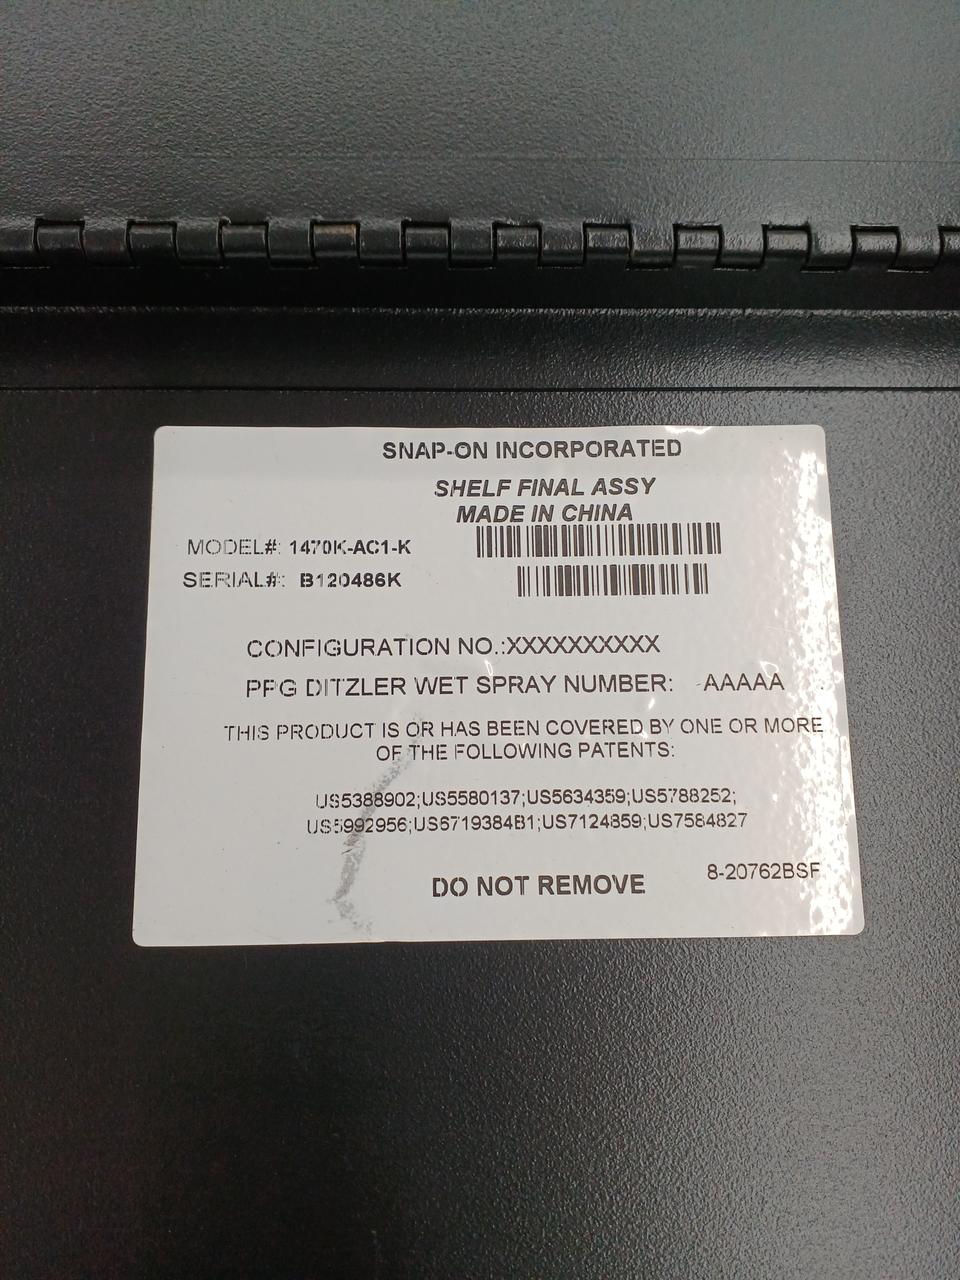 SNAP-ON INCORPORATED
SHELF FINAL ASSY
MADE IN CHINA
MODEL#: 1470K-AC1-K
SERIAL#: B120486K
CONFIGURATION NO.:XXXXXXXXXX
PPG DITZLER WET SPRAY NUMBER: AAAAA
THIS PRODUCT IS OR HAS BEEN COVERED BY ONE OR MORE
OF THE FOLLOWING PATENTS:
US5388902;US5580137;US5634359;US5788252;
US5992956;US6719384B1;US7124859;US7584827
8-20762BSF
DO NOT REMOVE